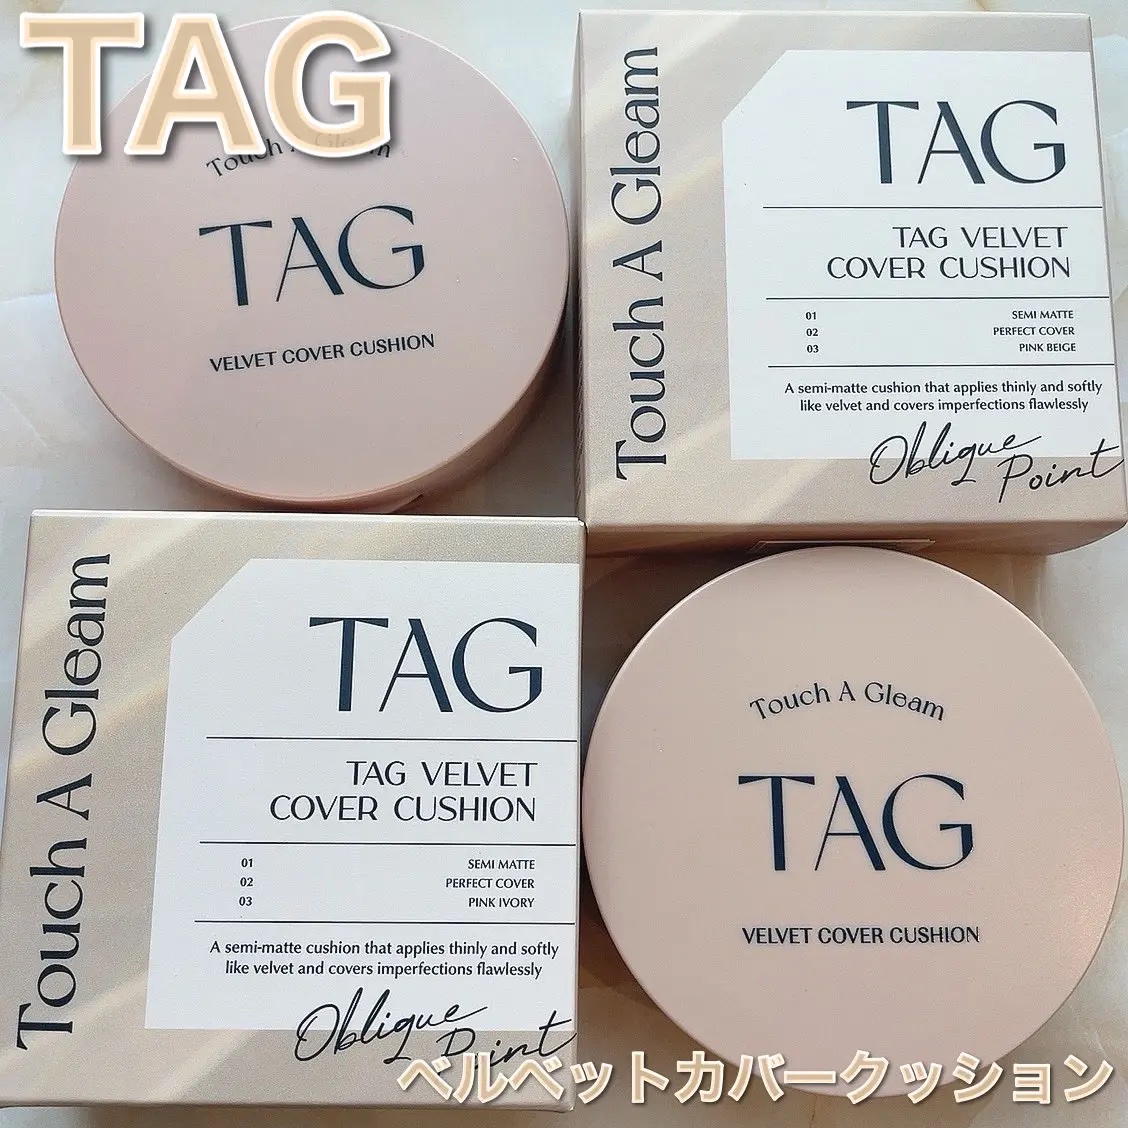 TAG
Touch A Gleam
TAG
VELVET COVER CUSHION
Touch A Gleam
TAG
TAG VELVET
COVER CUSHION
01 SEMI MATTE
02 PERFECT COVER
03 PINK BEIGE
A semi-matte cushion that applies thinly and softly
like velvet and covers imperfections flawlessly
Oblique
Point
Touch A Gleam
TAG
TAG VELVET
COVER CUSHION
01 SEMI MATTE
02 PERFECT COVER
03 PINK IVORY
A semi-matte cushion that applies thinly and softly
like velvet and covers imperfections flawlessly
Oblique
Point
Touch A Gleam
TAG
VELVET COVER CUSHION
ベルベットカバークッション